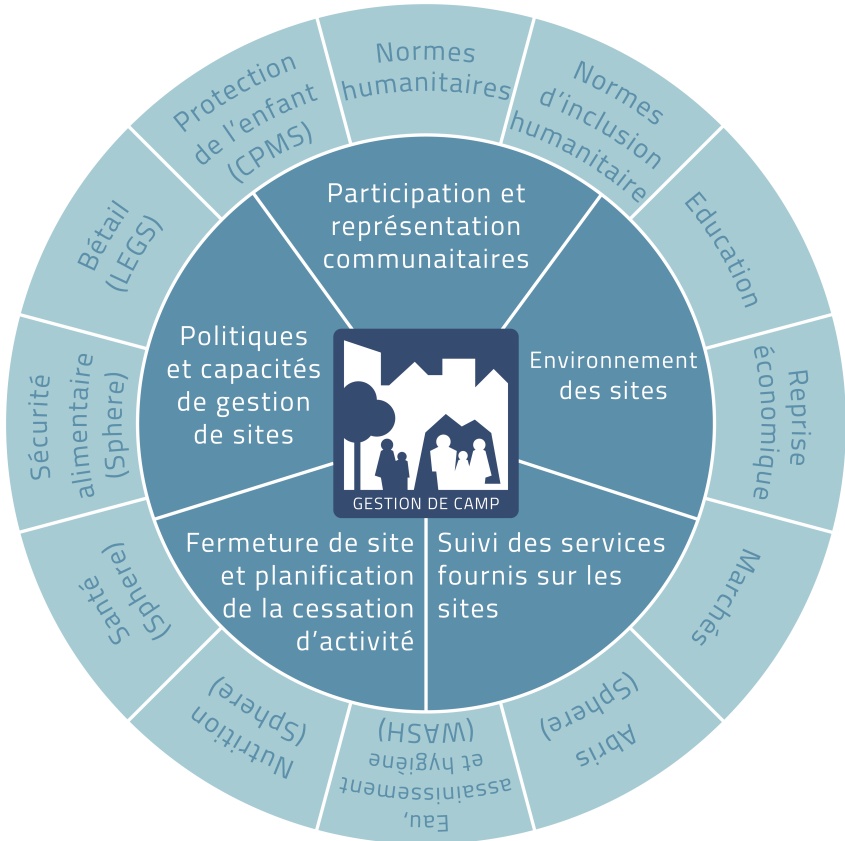 Normes
humanitaires
Normes
d'inclusion
humanitaire
Education
Reprise
économique
Marchés
Abris
(Sphere)
Eau,
assainissement
et hygiène
(WASH)
Nutrition
(Sphere)
Santé
(Sphere)
Sécurité
alimentaire
(Sphere)
Bétail
(LEGS)
Protection
de l'enfant
(CPMS)
Participation et
représentation
communaitaires
Environnement
des sites
Suivi des services
fournis sur les
sites
Fermeture de site
et planification
de la cessation
d'activité
Politiques
et capacités
de gestion
de sites
GESTION DE CAMP